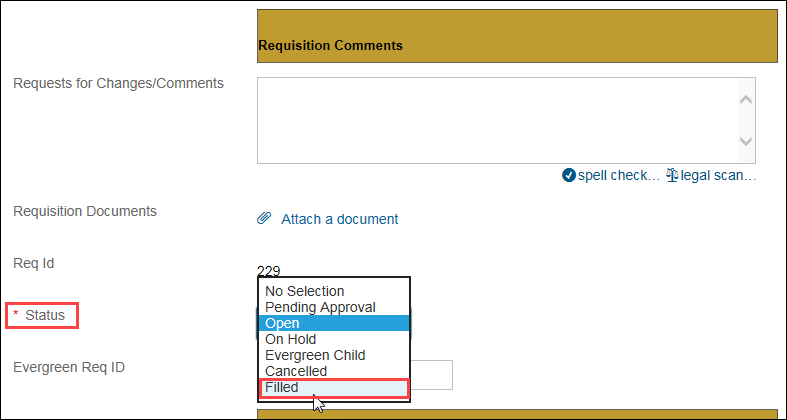 Requisition Comments
Requests for Changes/Comments
spell check... legal scan...
Requisition Documents
Attach a document
Req Id
229
No Selection
Pending Approval
* Status
Open
On Hold
Evergreen Child
Evergreen Req ID
Cancelled
Filled